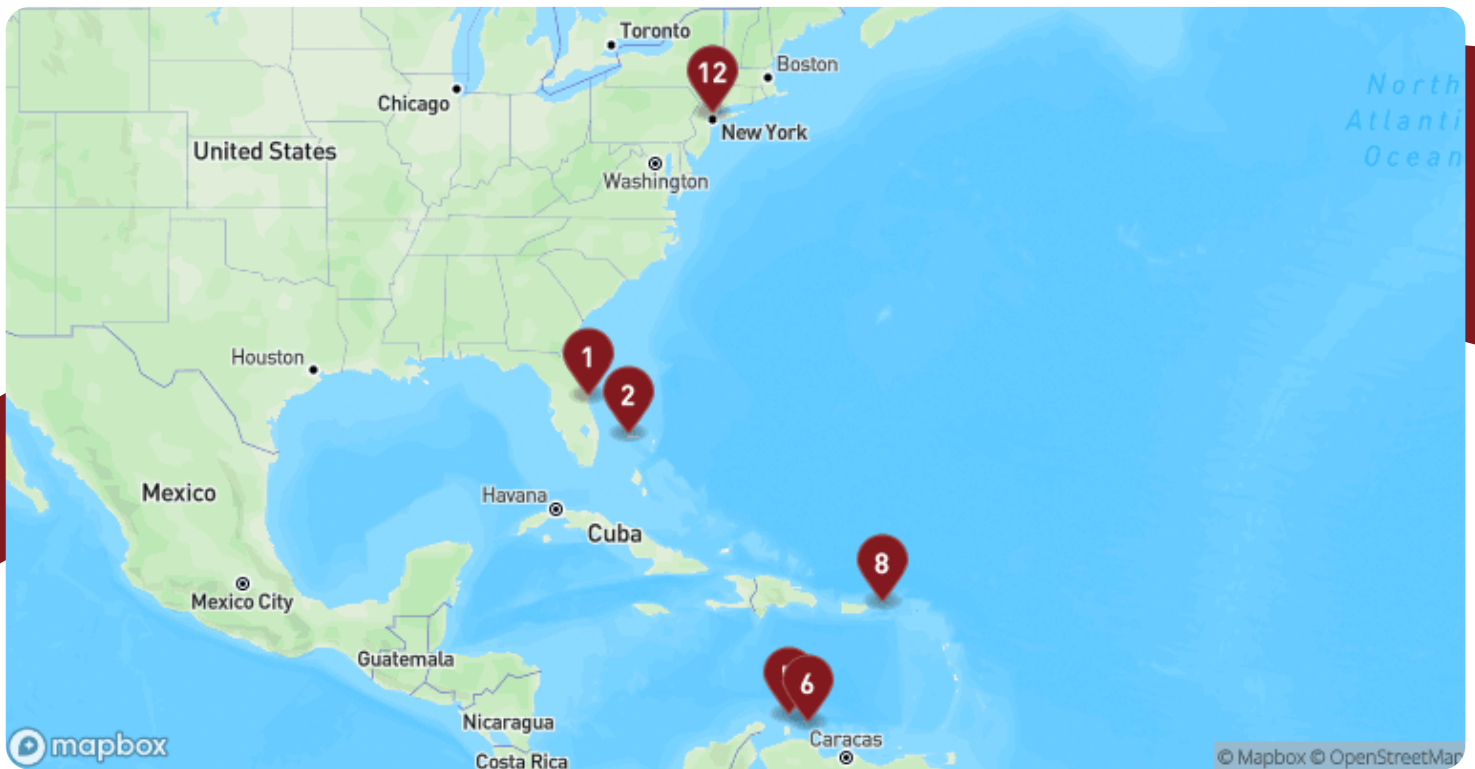 Toronto
12
Boston
Chicago
North
Atlanti
Ocean
New York
United States
Washington
1
Houston
2
Mexico
Havana
Cuba
8
Mexico City
Guatemala
6
Nicaragua
Caracas
Costa Rica
mapbox
© Mapbox © OpenStreetMap